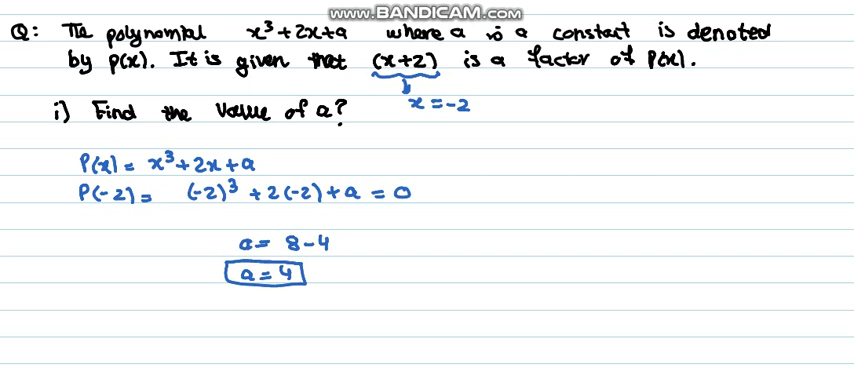 www.BANDICAM.com
Q: The polynomial x³+2x+a where a is a constant is denoted
by P(x). It is given that (x+2) is a factor of P(x).
x = -2
i) Find the value of a?
P(x) = x³+2x+a
P(-2) = (-2)³ + 2(-2) + a = 0
a = 8-4
a = 4